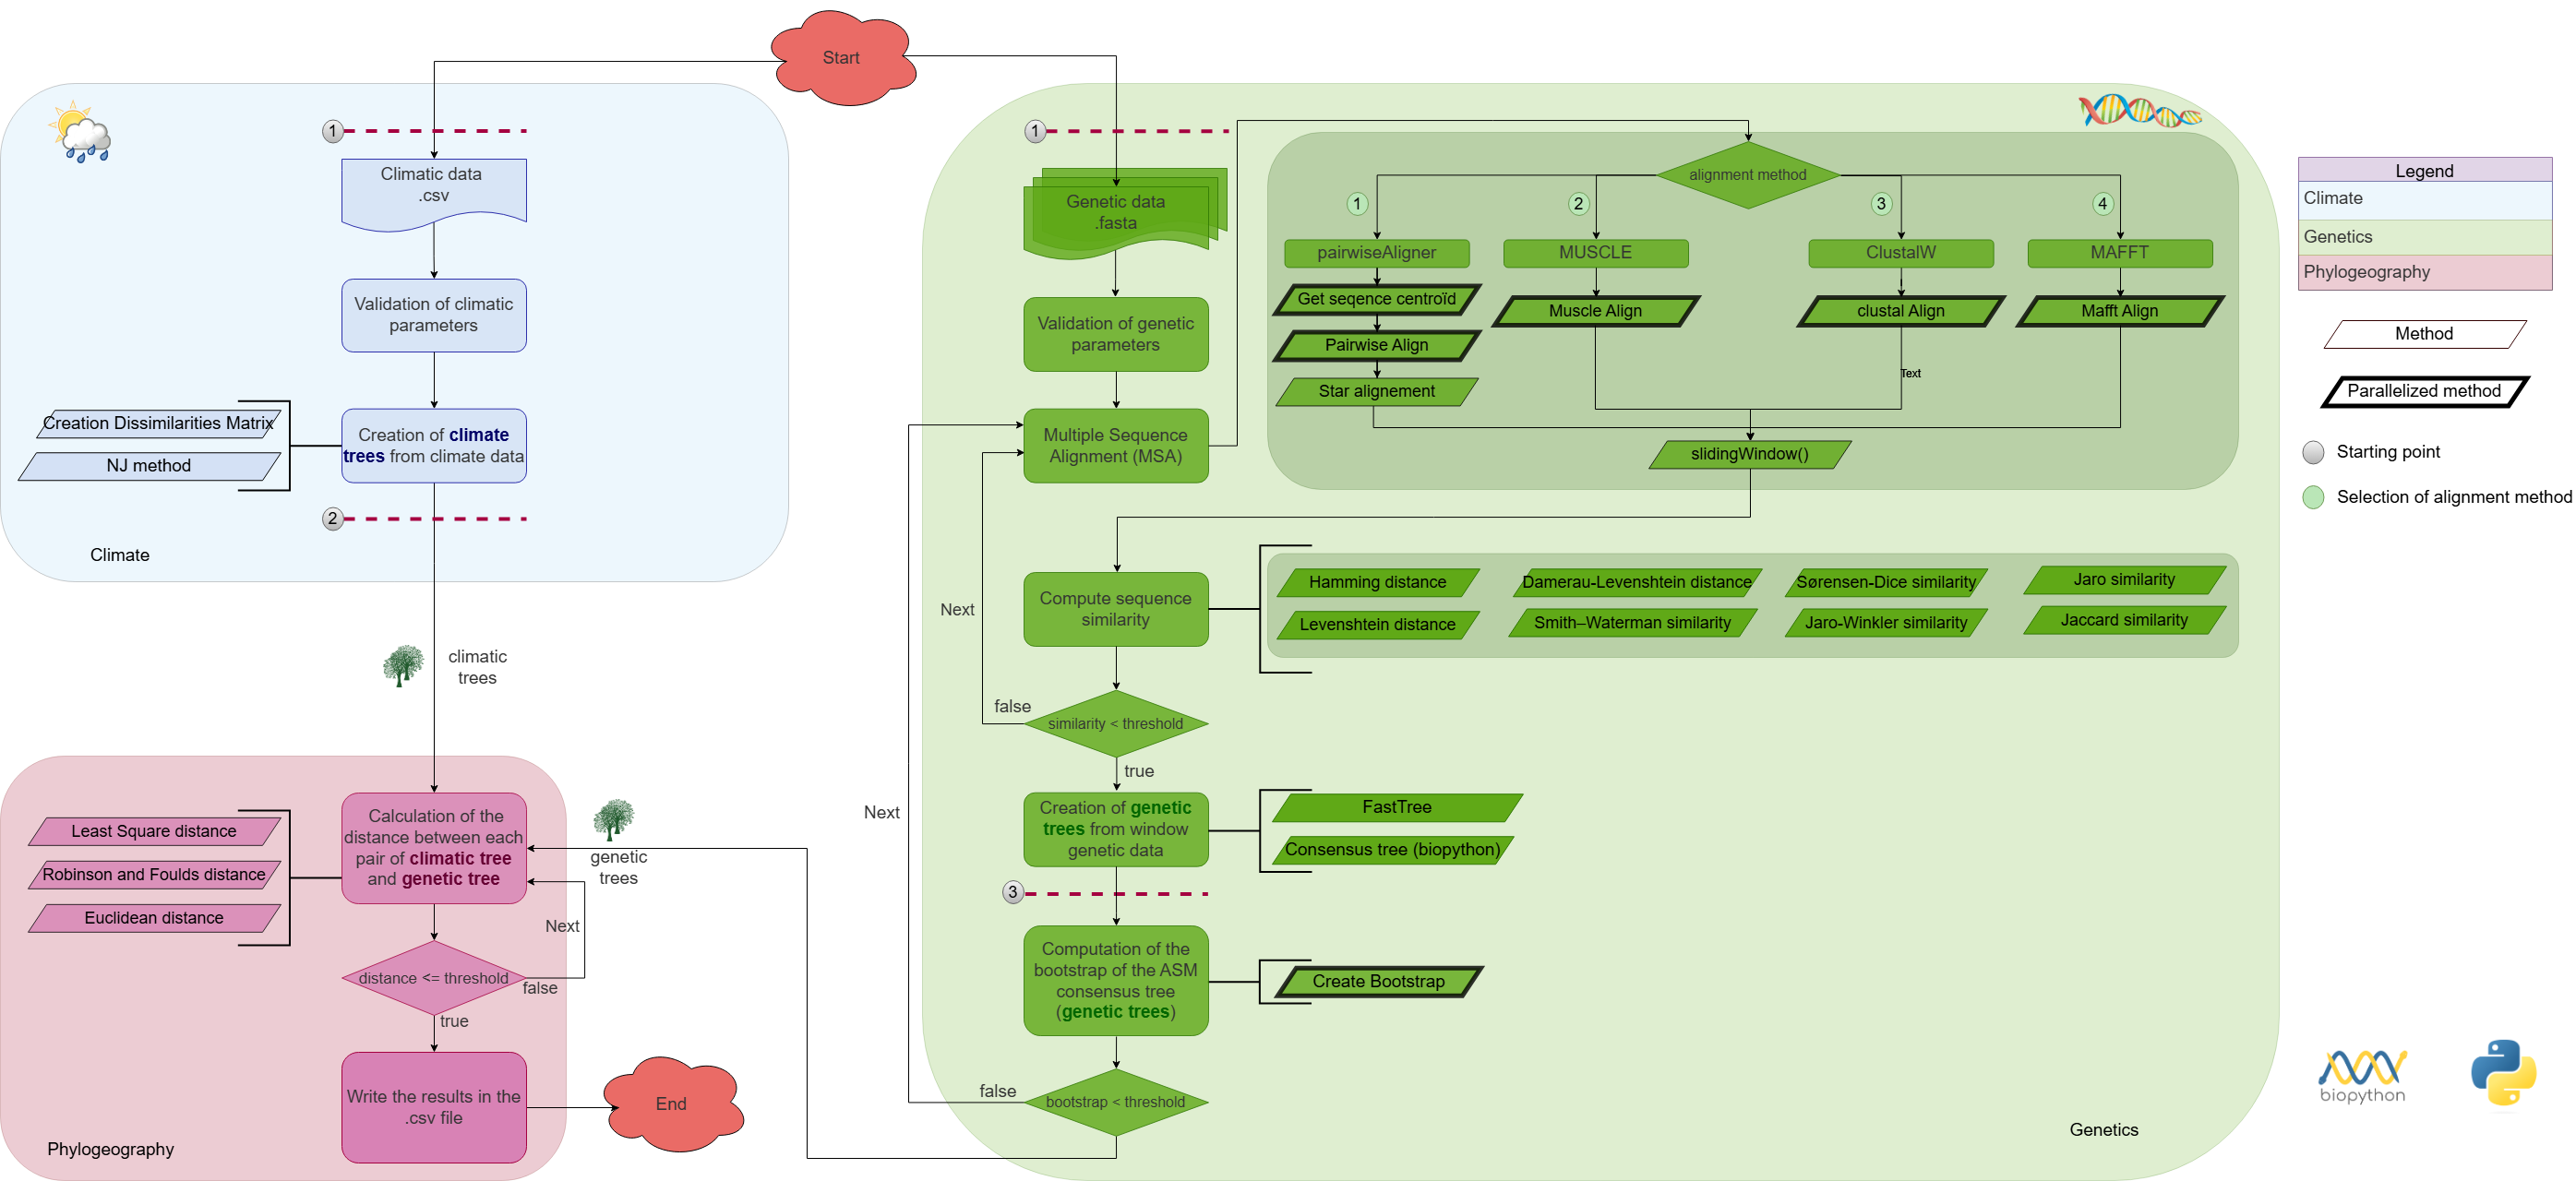 Start
1
Climatic data
.csv
Validation of climatic
parameters
Creation Dissimilarities Matrix
NJ method
Creation of climate
trees from climate data
2
Climate
climatic
trees
Calculation of the
distance between each
pair of climatic tree
and genetic tree
Least Square distance
Robinson and Foulds distance
Euclidean distance
genetic
trees
Next
distance <= threshold
false
true
Write the results in the
.csv file
End
Phylogeography
1
Genetic data
.fasta
Validation of genetic
parameters
Multiple Sequence
Alignment (MSA)
alignment method
1
2
3
4
pairwiseAligner
MUSCLE
ClustalW
MAFFT
Get seqence centroïd
Muscle Align
clustal Align
Mafft Align
Pairwise Align
Text
Star alignement
slidingWindow()
Compute sequence
similarity
Hamming distance
Damerau-Levenshtein distance
Sørensen-Dice similarity
Jaro similarity
Levenshtein distance
Smith–Waterman similarity
Jaro-Winkler similarity
Jaccard similarity
Next
false
similarity < threshold
true
Next
Creation of genetic
trees from window
genetic data
FastTree
Consensus tree (biopython)
3
Computation of the
bootstrap of the ASM
consensus tree
(genetic trees)
Create Bootstrap
false
bootstrap < threshold
Genetics
Legend
Climate
Genetics
Phylogeography
Method
Parallelized method
Starting point
Selection of alignment method
biopython